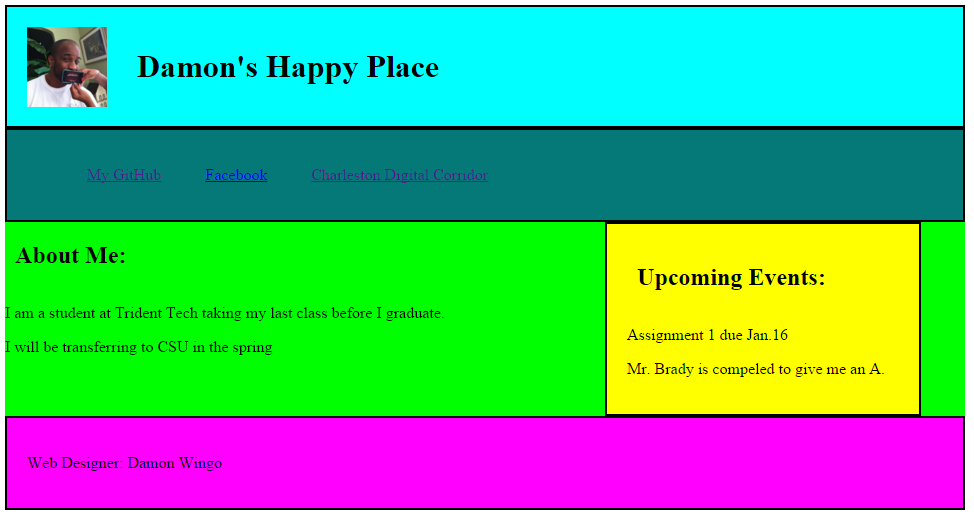 Damon's Happy Place
My GitHub Facebook Charleston Digital Corridor
About Me:
I am a student at Trident Tech taking my last class before I graduate.
I will be transferring to CSU in the spring
Upcoming Events:
Assignment 1 due Jan.16
Mr. Brady is compeled to give me an A.
Web Designer: Damon Wingo